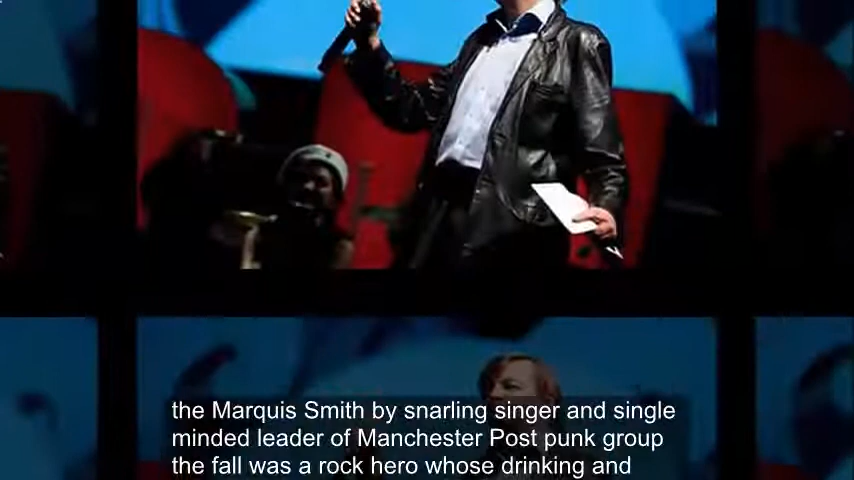 the Marquis Smith by snarling singer and single
minded leader of Manchester Post punk group
the fall was a rock hero whose drinking and